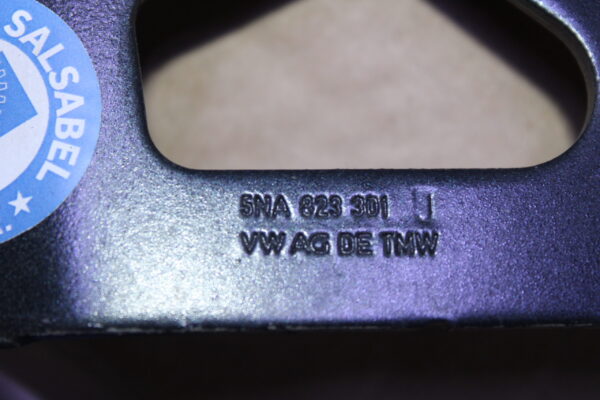 SALSABEL
5NA 823 301 J
VW AG DE TMW